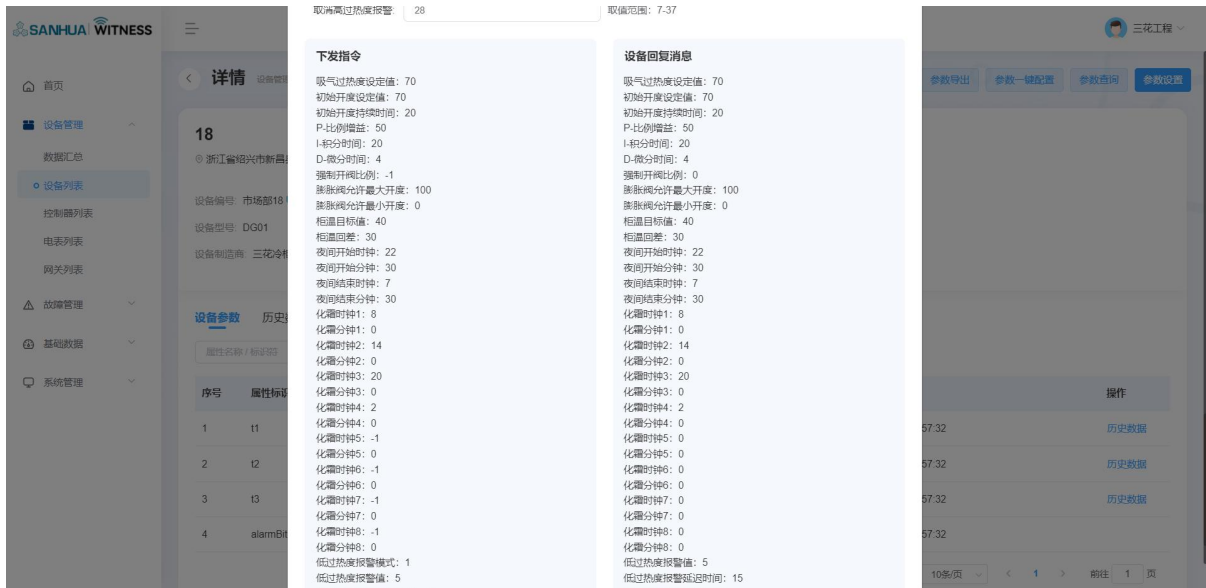 SANHUA WITNESS
三花工程
首页
设备管理
数据汇总
设备列表
控制器列表
电表列表
网关列表
故障管理
基础数据
系统管理
详情
参数导出
参数一键配置
参数查询
参数设置
18
浙江省绍兴市新昌
设备编号: 市场部18
设备型号: DG01
设备制造商: 三花冷
设备参数
历史
属性名称 / 标识符
序号 属性标识
操作
1 t1 57:32 历史数据
2 t2 57:32 历史数据
3 t3 57:32 历史数据
4 alarmBit 57:32
10条/页 1 前往 1 页
取消高过热度报警: 28 取值范围: 7-37
下发指令
吸气过热度设定值: 70
初始开度设定值: 70
初始开度持续时间: 20
P-比例增益: 50
I-积分时间: 20
D-微分时间: 4
强制开阀比例: -1
膨胀阀允许最大开度: 100
膨胀阀允许最小开度: 0
柜温目标值: 40
柜温回差: 30
夜间开始时钟: 22
夜间开始分钟: 30
夜间结束时钟: 7
夜间结束分钟: 30
化霜时钟1: 8
化霜分钟1: 0
化霜时钟2: 14
化霜分钟2: 0
化霜时钟3: 20
化霜分钟3: 0
化霜时钟4: 2
化霜分钟4: 0
化霜时钟5: -1
化霜分钟5: 0
化霜时钟6: -1
化霜分钟6: 0
化霜时钟7: -1
化霜分钟7: 0
化霜时钟8: -1
化霜分钟8: 0
低过热度报警模式: 1
低过热度报警值: 5
设备回复消息
吸气过热度设定值: 70
初始开度设定值: 70
初始开度持续时间: 20
P-比例增益: 50
I-积分时间: 20
D-微分时间: 4
强制开阀比例: 0
膨胀阀允许最大开度: 100
膨胀阀允许最小开度: 0
柜温目标值: 40
柜温回差: 30
夜间开始时钟: 22
夜间开始分钟: 30
夜间结束时钟: 7
夜间结束分钟: 30
化霜时钟1: 8
化霜分钟1: 0
化霜时钟2: 14
化霜分钟2: 0
化霜时钟3: 20
化霜分钟3: 0
化霜时钟4: 2
化霜分钟4: 0
化霜时钟5: 0
化霜分钟5: 0
化霜时钟6: 0
化霜分钟6: 0
化霜时钟7: 0
化霜分钟7: 0
化霜时钟8: 0
化霜分钟8: 0
低过热度报警值: 5
低过热度报警延迟时间: 15